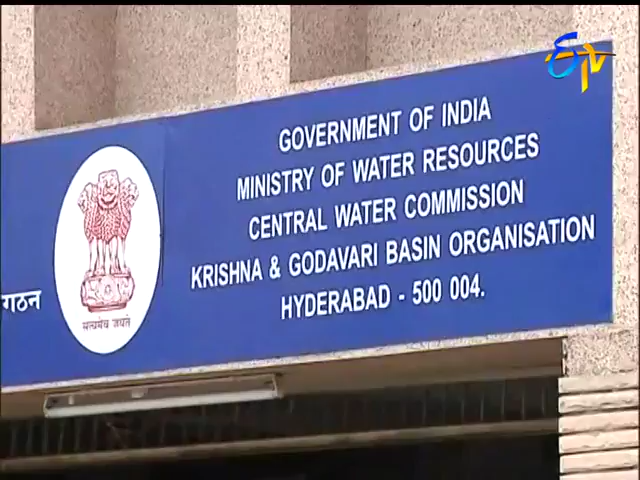 GOVERNMENT OF INDIA
MINISTRY OF WATER RESOURCES
CENTRAL WATER COMMISSION
KRISHNA & GODAVARI BASIN ORGANISATION
HYDERABAD - 500 004.
गठन
सत्यमेव जयते
ETV